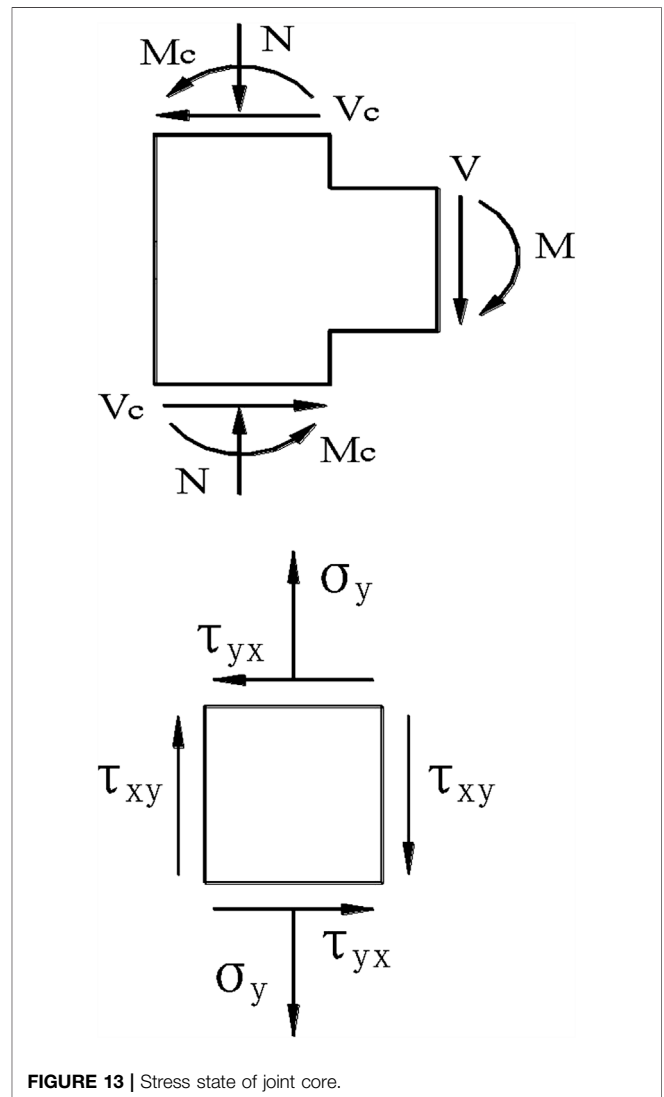 N
Mc
Vc
V
M
Vc
Mc
N
σy
τyx
τxy
τxy
τyx
σy
FIGURE 13 | Stress state of joint core.